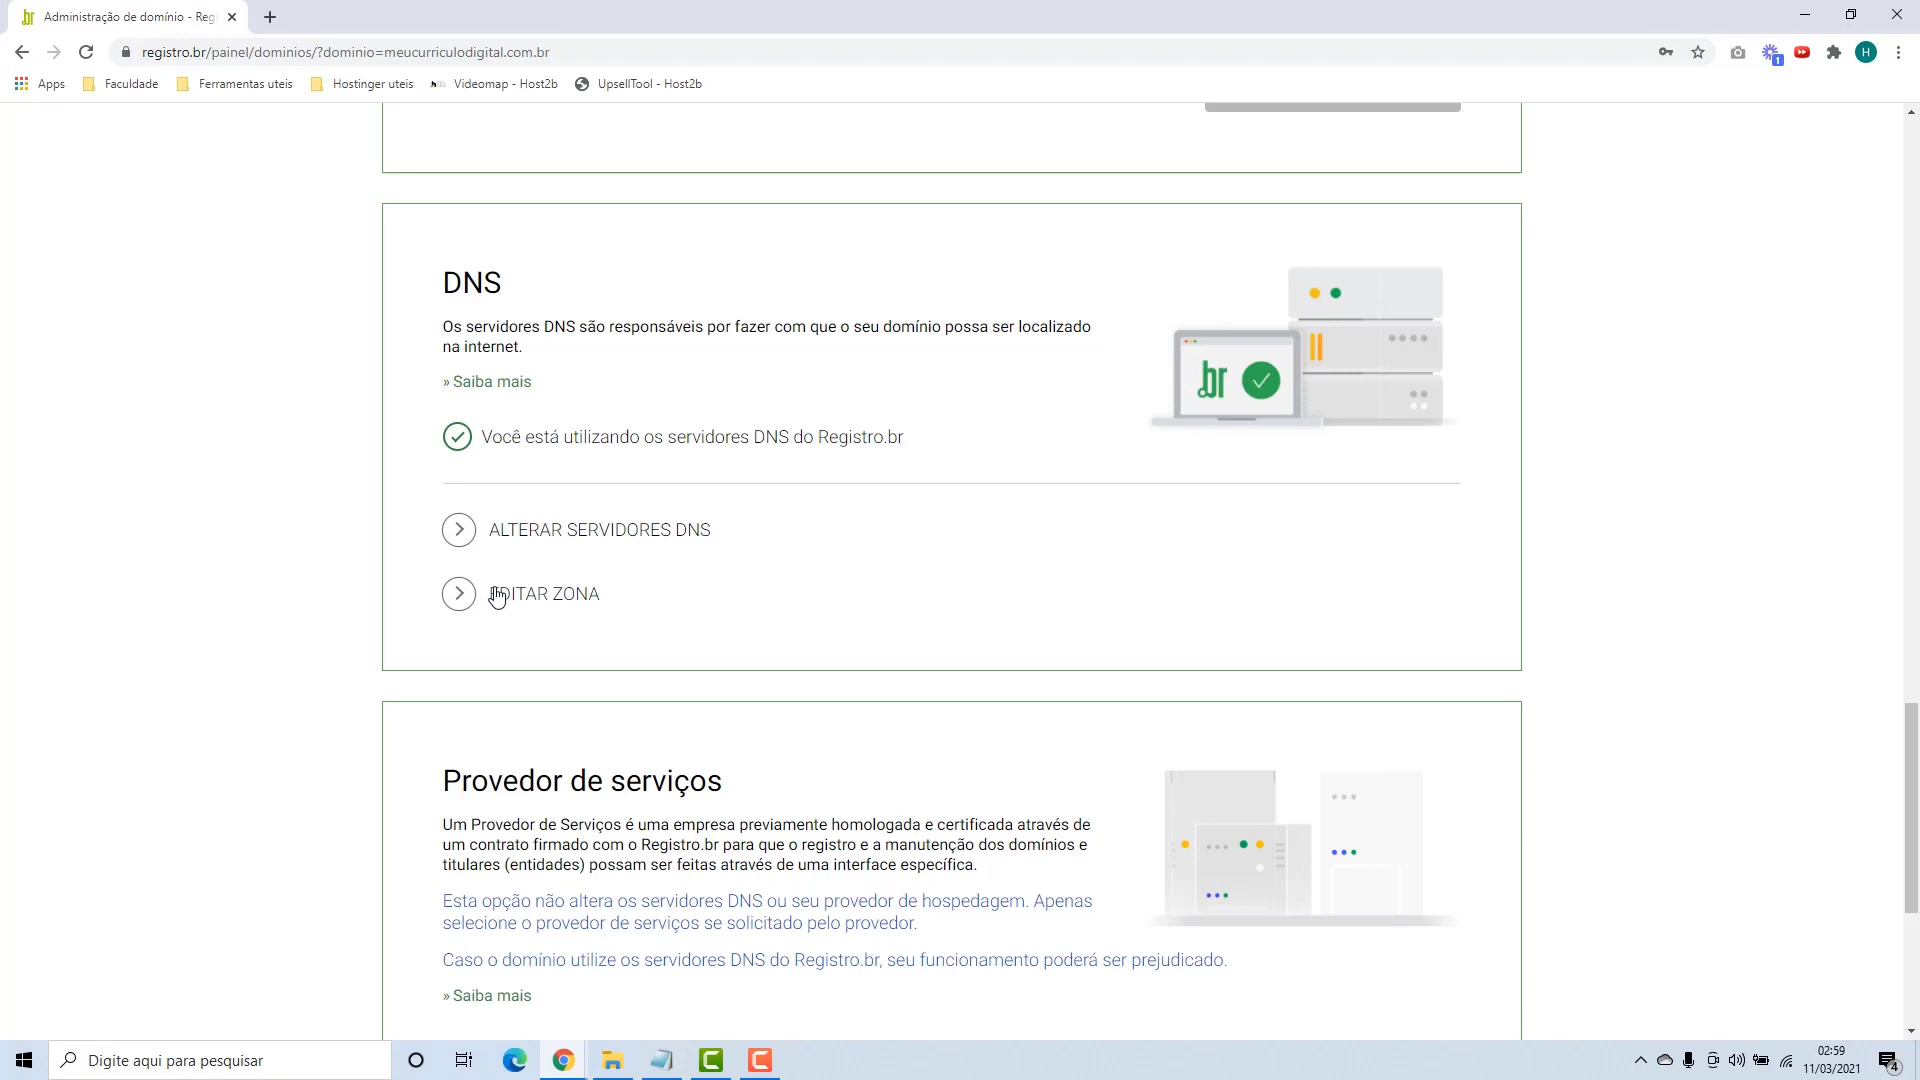 Administração de domínio - Reg
registro.br/painel/dominios/?dominio=meucurriculodigital.com.br
1
H
Apps
Faculdade
Ferramentas uteis
Hostinger uteis
Videomap - Host2b
UpsellTool - Host2b
DNS
Os servidores DNS são responsáveis por fazer com que o seu domínio possa ser localizado
na internet.
» Saiba mais
.br
Você está utilizando os servidores DNS do Registro.br
ALTERAR SERVIDORES DNS
EDITAR ZONA
Provedor de serviços
Um Provedor de Serviços é uma empresa previamente homologada e certificada através de
um contrato firmado com o Registro.br para que o registro e a manutenção dos domínios e
titulares (entidades) possam ser feitas através de uma interface específica.
Esta opção não altera os servidores DNS ou seu provedor de hospedagem. Apenas
selecione o provedor de serviços se solicitado pelo provedor.
Caso o domínio utilize os servidores DNS do Registro.br, seu funcionamento poderá ser prejudicado.
» Saiba mais
Digite aqui para pesquisar
02:59
11/03/2021
4